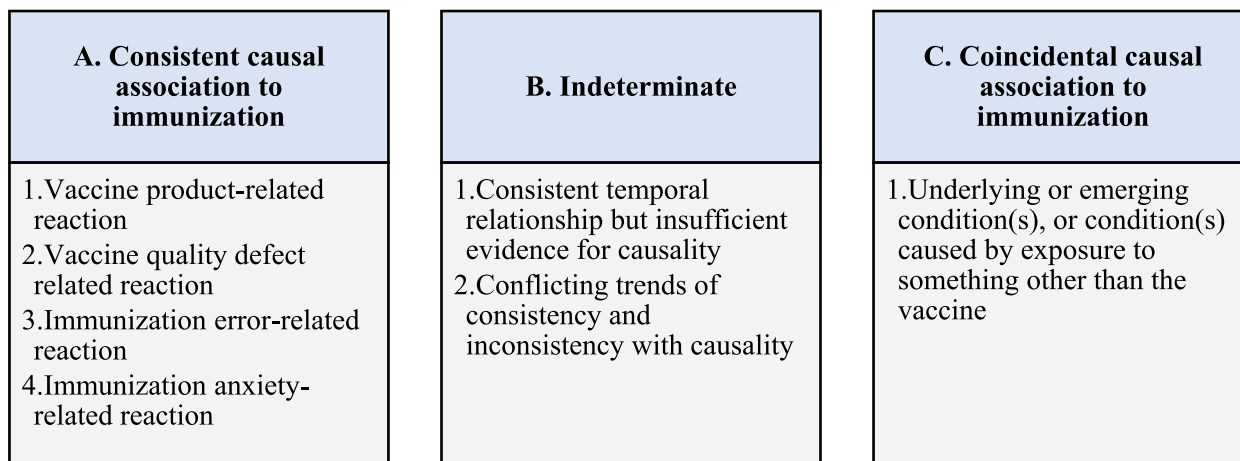 A. Consistent causal
association to
immunization
1.Vaccine product-related
reaction
2.Vaccine quality defect
related reaction
3.Immunization error-related
reaction
4.Immunization anxiety-
related reaction
B. Indeterminate
1.Consistent temporal
relationship but insufficient
evidence for causality
2.Conflicting trends of
consistency and
inconsistency with causality
C. Coincidental causal
association to
immunization
1.Underlying or emerging
condition(s), or condition(s)
caused by exposure to
something other than the
vaccine